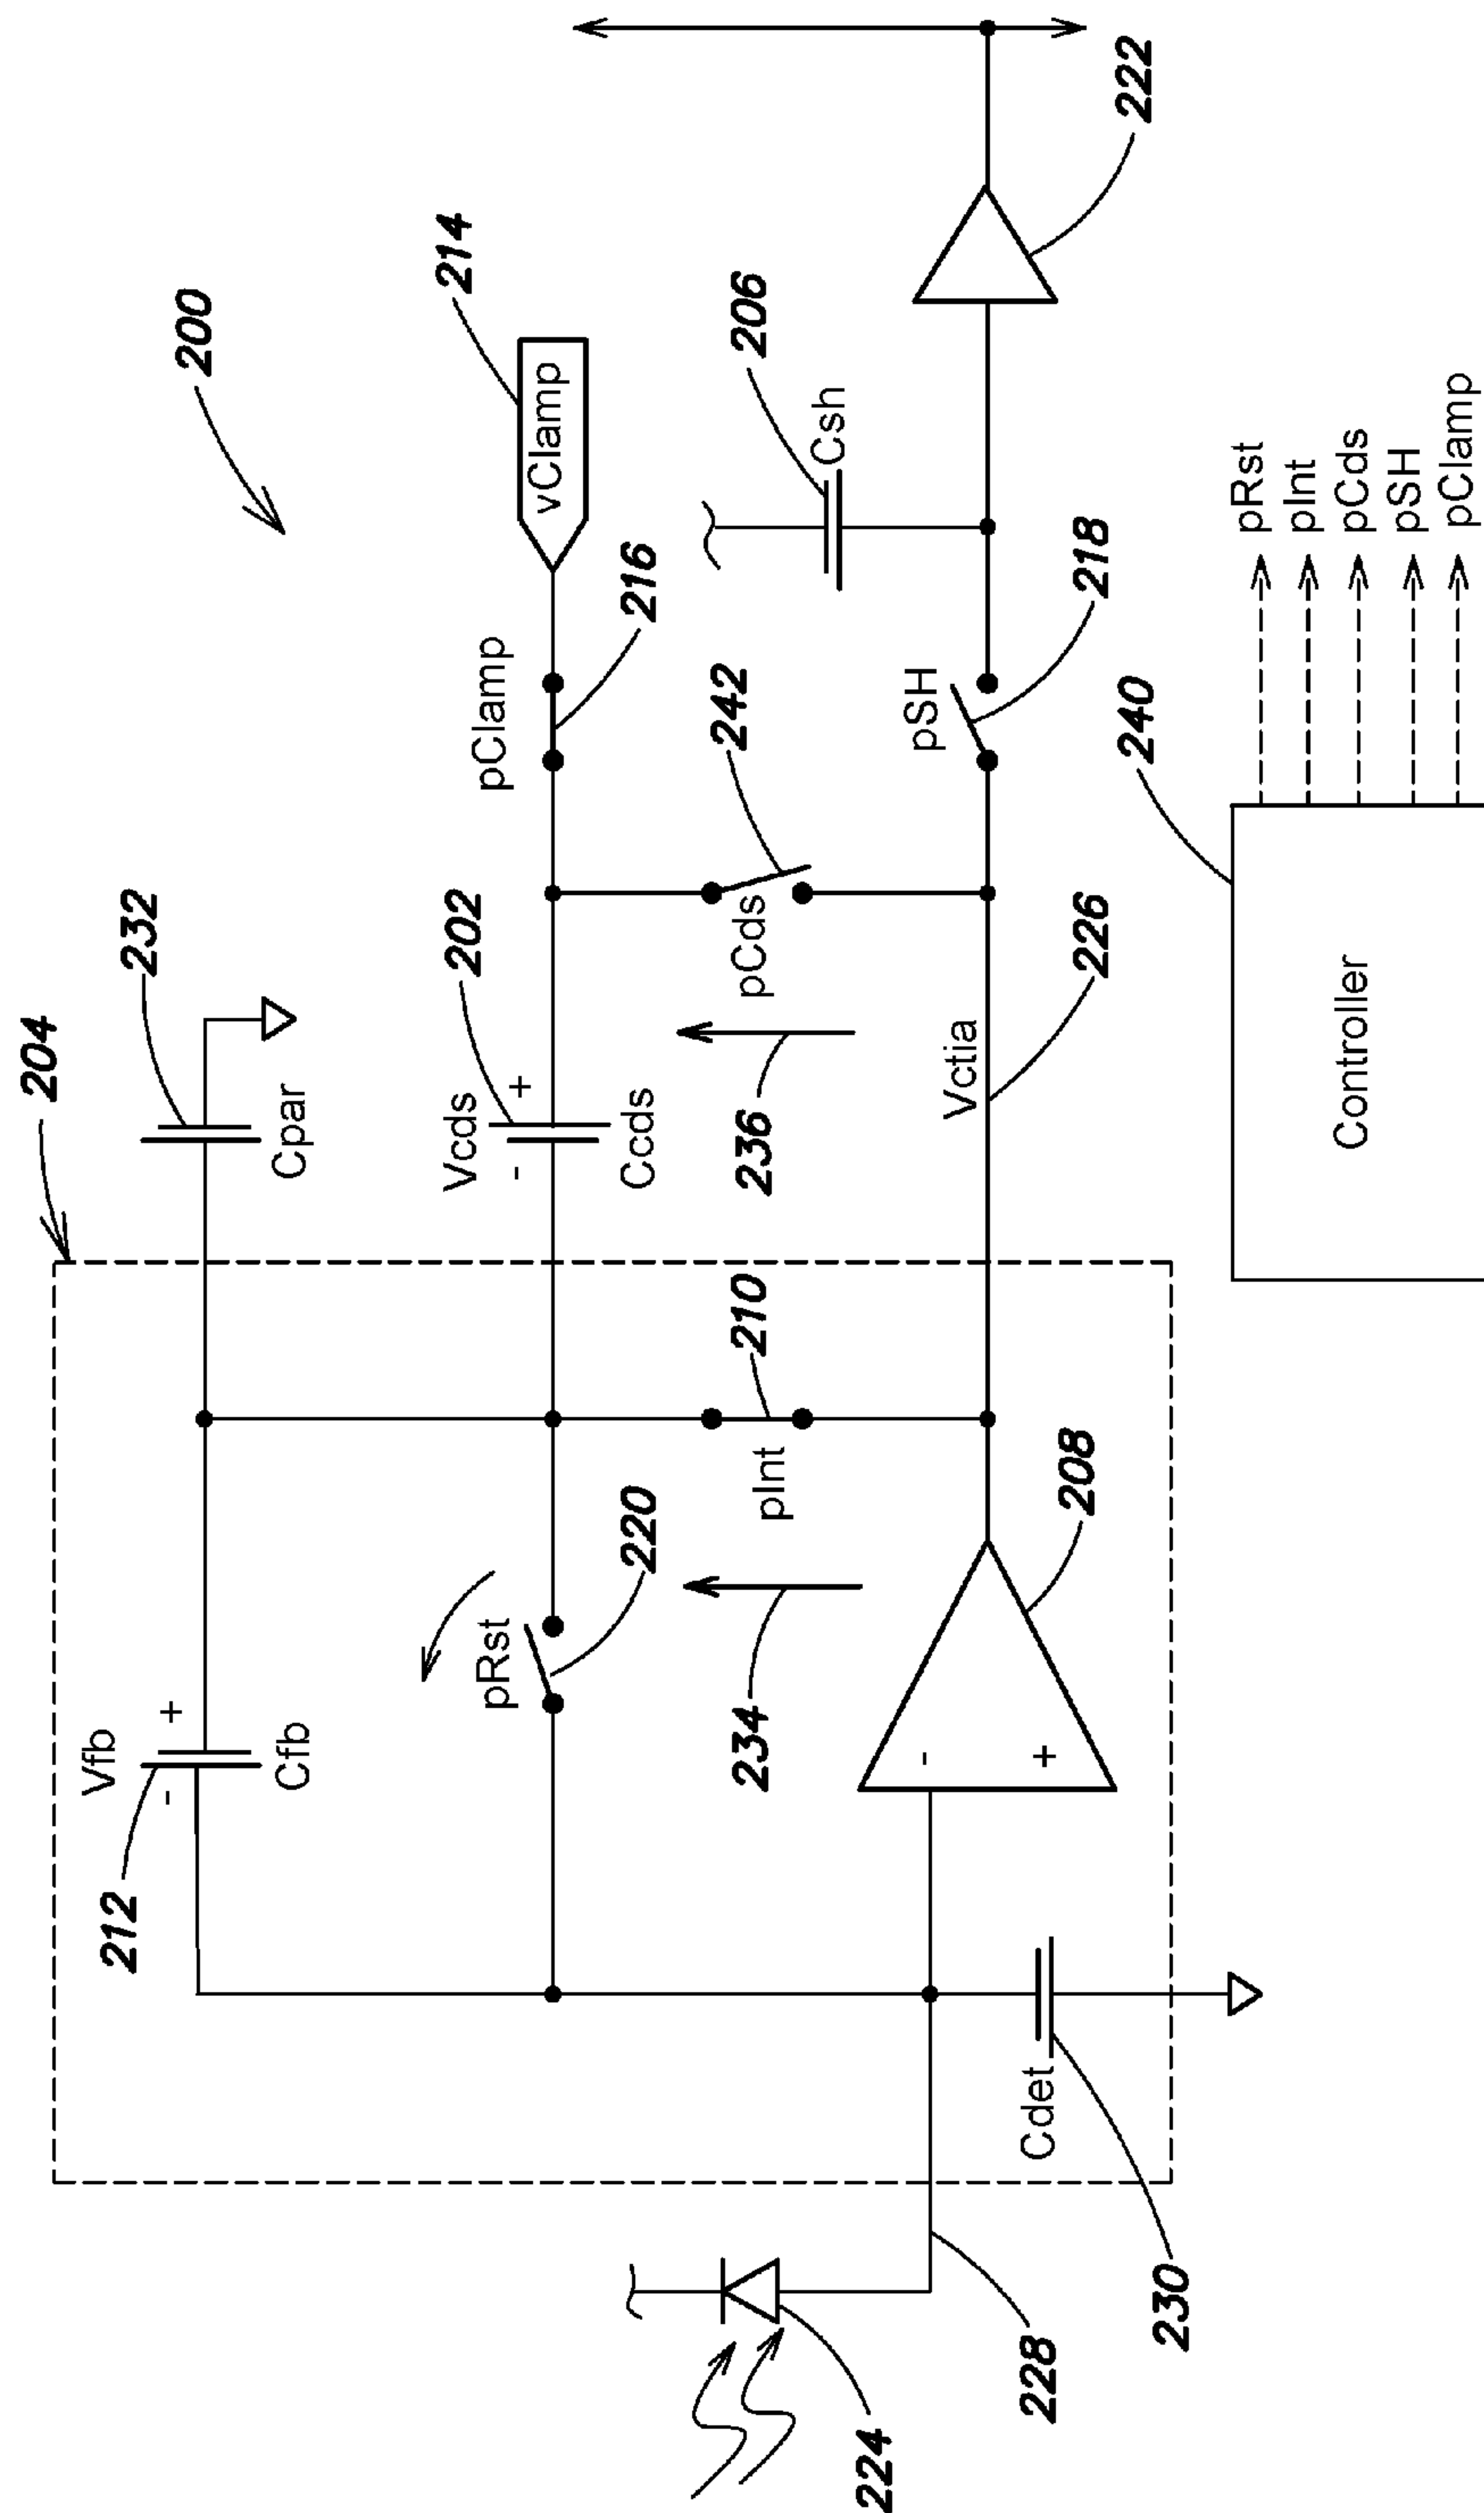 200
204
232
212
Vfb
- +
Cfb
Cpar
214
202
Vcds
- +
Ccds
pRst
220
pClamp
vClamp
216
234
pInt
210
236
pCds
242
206
Csh
224
-
+
208
Vctia
226
pSH
218
222
228
Cdet
230
240
Controller
pRst
pInt
pCds
pSH
pClamp